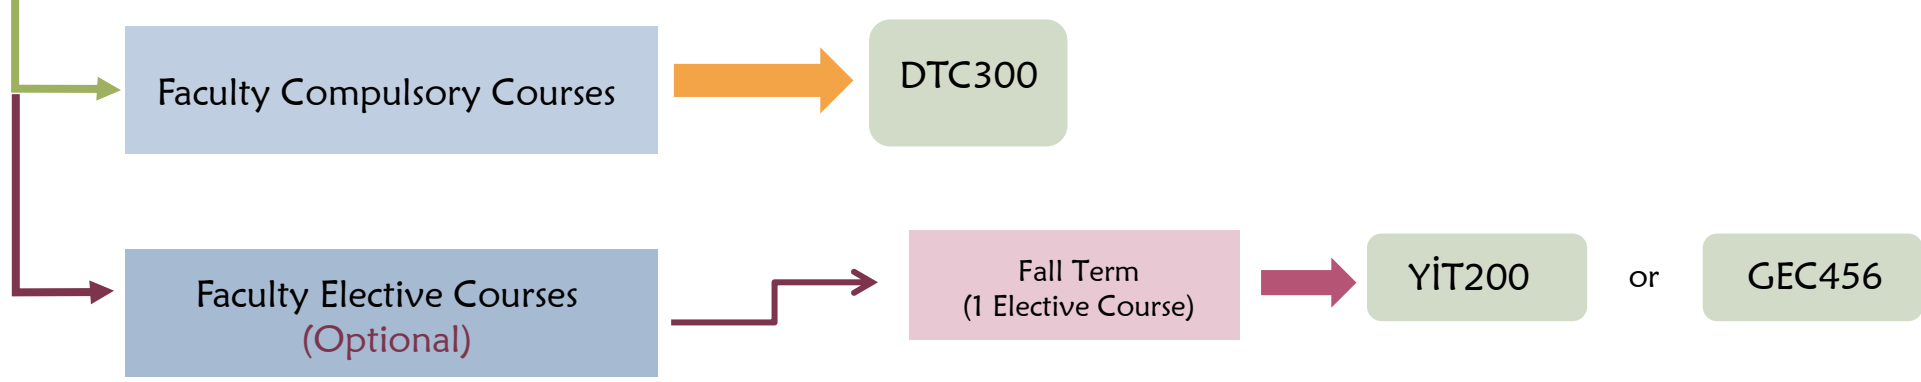 Faculty Compulsory Courses
DTC300
Faculty Elective Courses
(Optional)
Fall Term
(1 Elective Course)
YİT200
or
GEC456